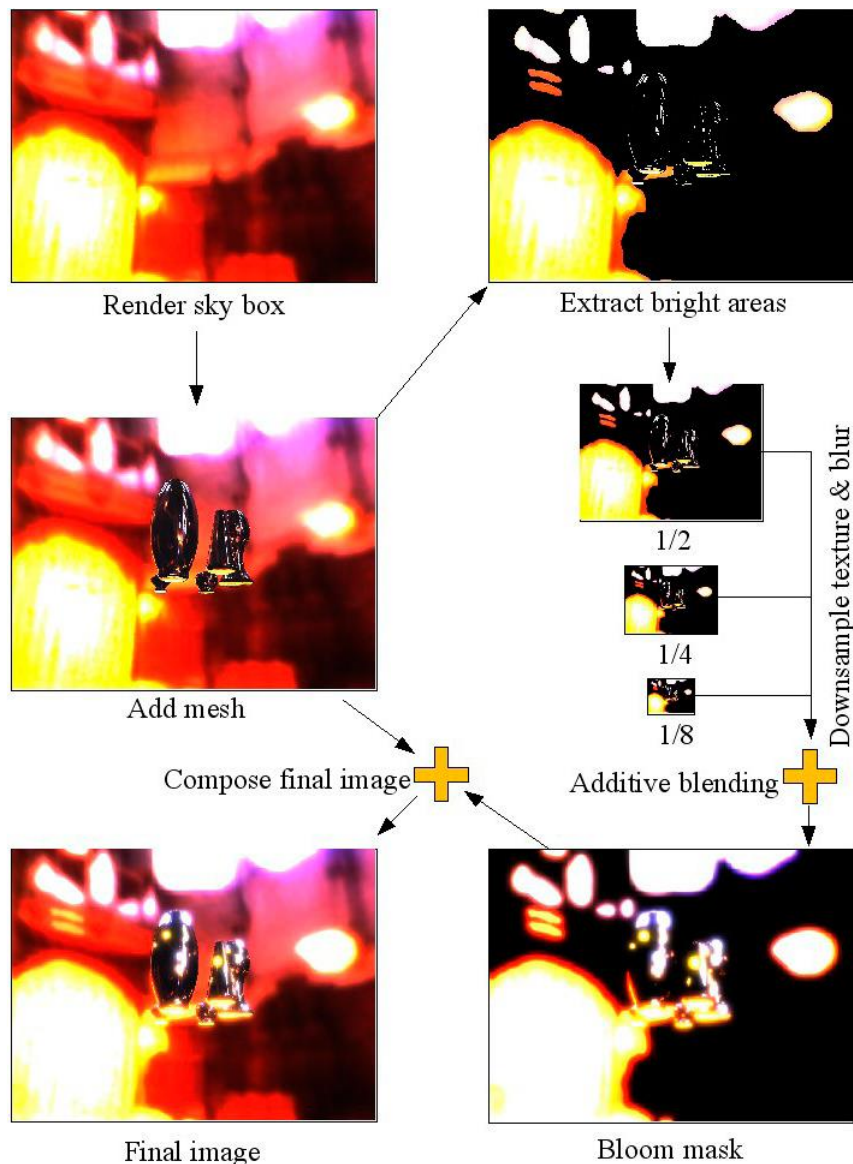 Render sky box
Extract bright areas
1/2
1/4
1/8
Downsample texture & blur
Add mesh
Compose final image
Additive blending
Final image
Bloom mask